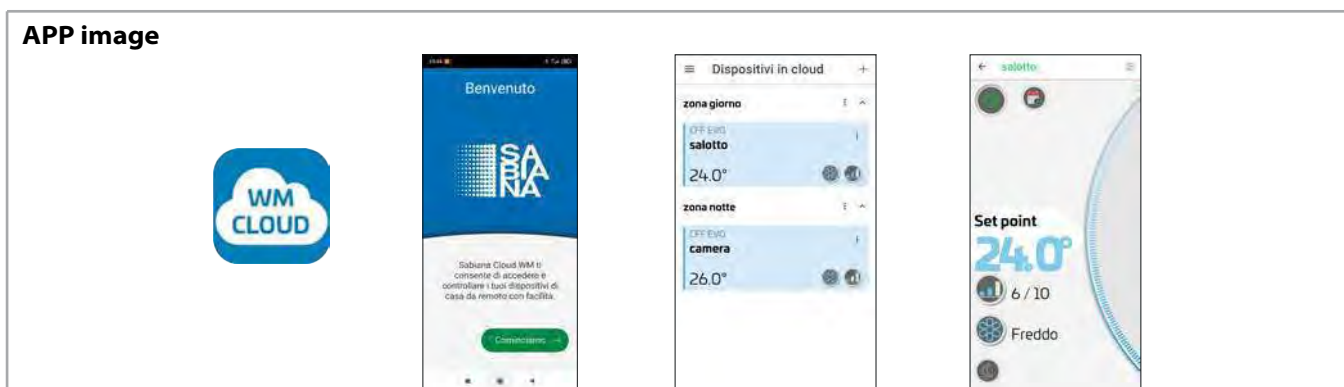 APP image
WM
CLOUD
Benvenuto
SA
BIA
NA
Sabiana Cloud WM ti
consente di accedere e
controllare i tuoi dispositivi di
casa da remoto con facilità.
Cominciamo →
Dispositivi in cloud
zona giorno
salotto
24.0°
zona notte
camera
26.0°
salotto
Set point
24.0°
6 / 10
Freddo